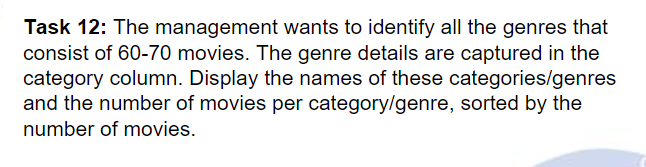 Task 12: The management wants to identify all the genres that
consist of 60-70 movies. The genre details are captured in the
category column. Display the names of these categories/genres
and the number of movies per category/genre, sorted by the
number of movies.